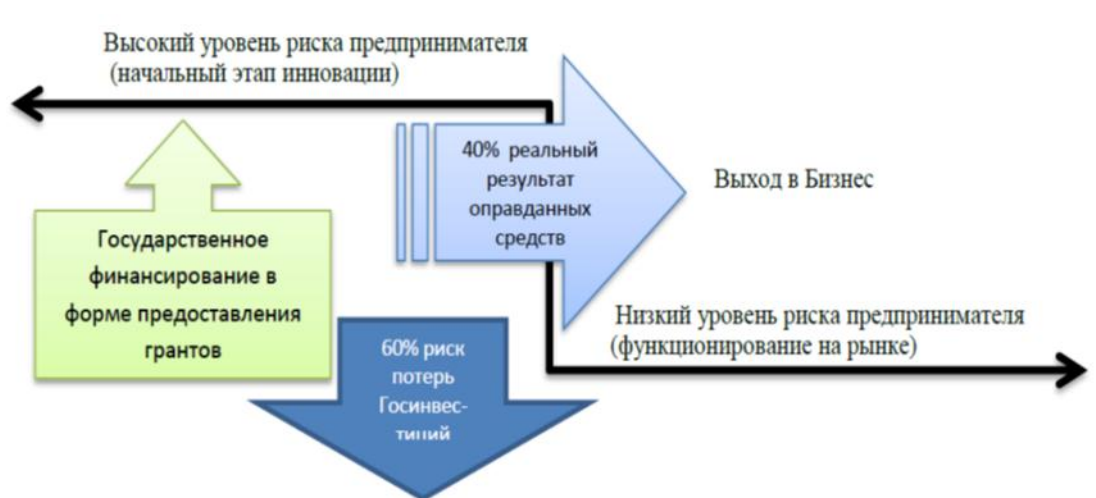 Высокий уровень риска предпринимателя
(начальный этап инновации)
40% реальный
результат
оправданных
средств
Выход в Бизнес
Государственное
финансирование в
форме предоставления
грантов
Низкий уровень риска предпринимателя
(функционирование на рынке)
60% риск
потерь
Госинвес-
тиций